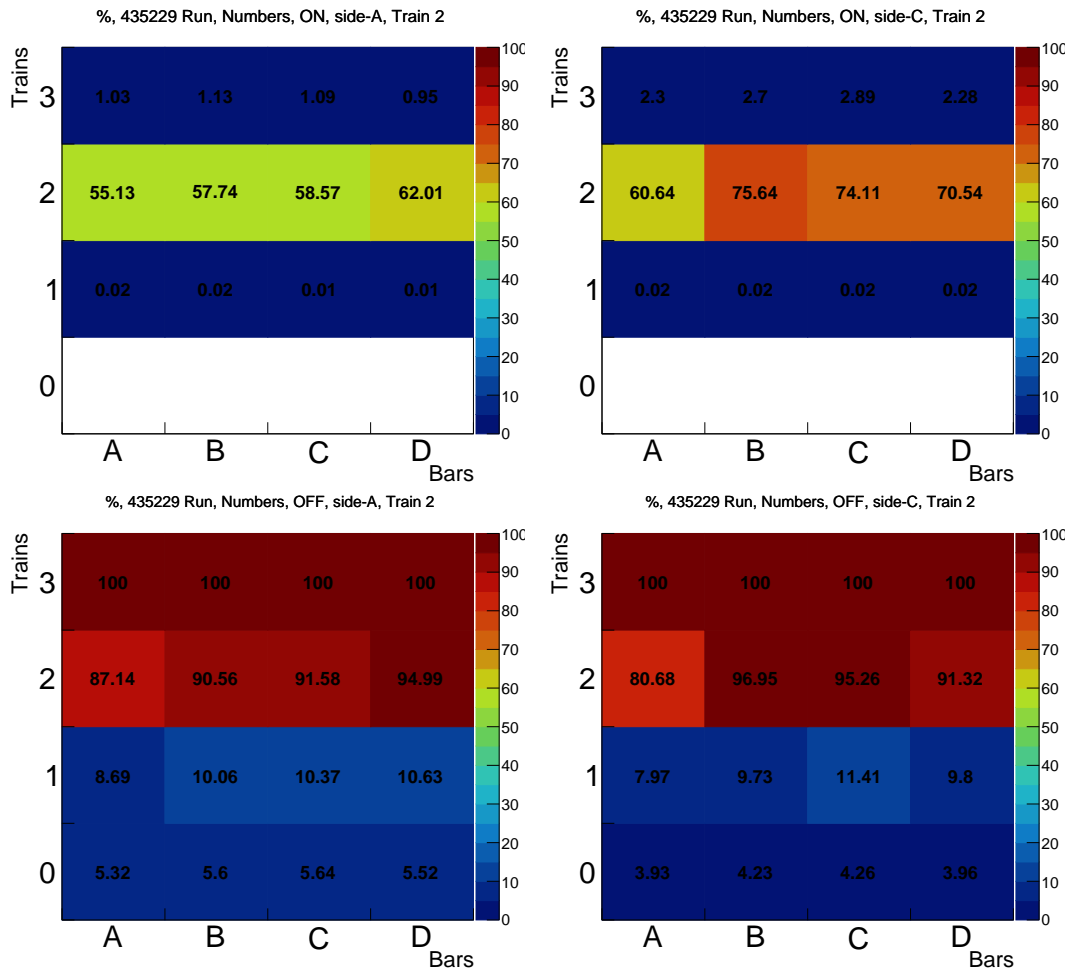 %, 435229 Run, Numbers, ON, side-A, Train 2
Trains
3 1.03 1.13 1.09 0.95
2 55.13 57.74 58.57 62.01
1 0.02 0.02 0.01 0.01
0
A B C D
Bars
100
90
80
70
60
50
40
30
20
10
0
%, 435229 Run, Numbers, ON, side-C, Train 2
Trains
3 2.3 2.7 2.89 2.28
2 60.64 75.64 74.11 70.54
1 0.02 0.02 0.02 0.02
0
A B C D
Bars
100
90
80
70
60
50
40
30
20
10
0
%, 435229 Run, Numbers, OFF, side-A, Train 2
Trains
3 100 100 100 100
2 87.14 90.56 91.58 94.99
1 8.69 10.06 10.37 10.63
0 5.32 5.6 5.64 5.52
A B C D
Bars
100
90
80
70
60
50
40
30
20
10
0
%, 435229 Run, Numbers, OFF, side-C, Train 2
Trains
3 100 100 100 100
2 80.68 96.95 95.26 91.32
1 7.97 9.73 11.41 9.8
0 3.93 4.23 4.26 3.96
A B C D
Bars
100
90
80
70
60
50
40
30
20
10
0